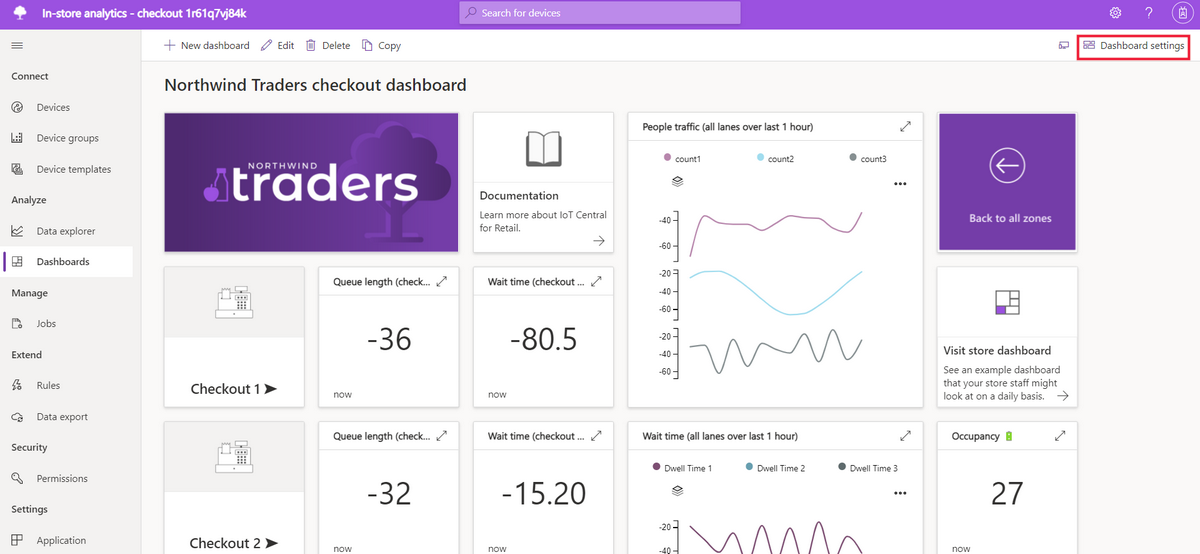 In-store analytics - checkout 1r61q7vj84k
Search for devices
New dashboard
Edit
Delete
Copy
Dashboard settings
Connect
Devices
Device groups
Device templates
Analyze
Data explorer
Dashboards
Manage
Jobs
Extend
Rules
Data export
Security
Permissions
Settings
Application
Northwind Traders checkout dashboard
NORTHWIND
traders
Documentation
Learn more about IoT Central
for Retail.
People traffic (all lanes over last 1 hour)
count1
count2
count3
-40
-60
-20
-40
-60
-20
-40
-60
Back to all zones
Checkout 1
Queue length (check...
-36
now
Wait time (checkout ...
-80.5
now
Visit store dashboard
See an example dashboard
that your store staff might
look at on a daily basis.
Checkout 2
Queue length (check...
-32
now
Wait time (checkout ...
-15.20
now
Wait time (all lanes over last 1 hour)
Dwell Time 1
Dwell Time 2
Dwell Time 3
-20
-40
Occupancy
27
now